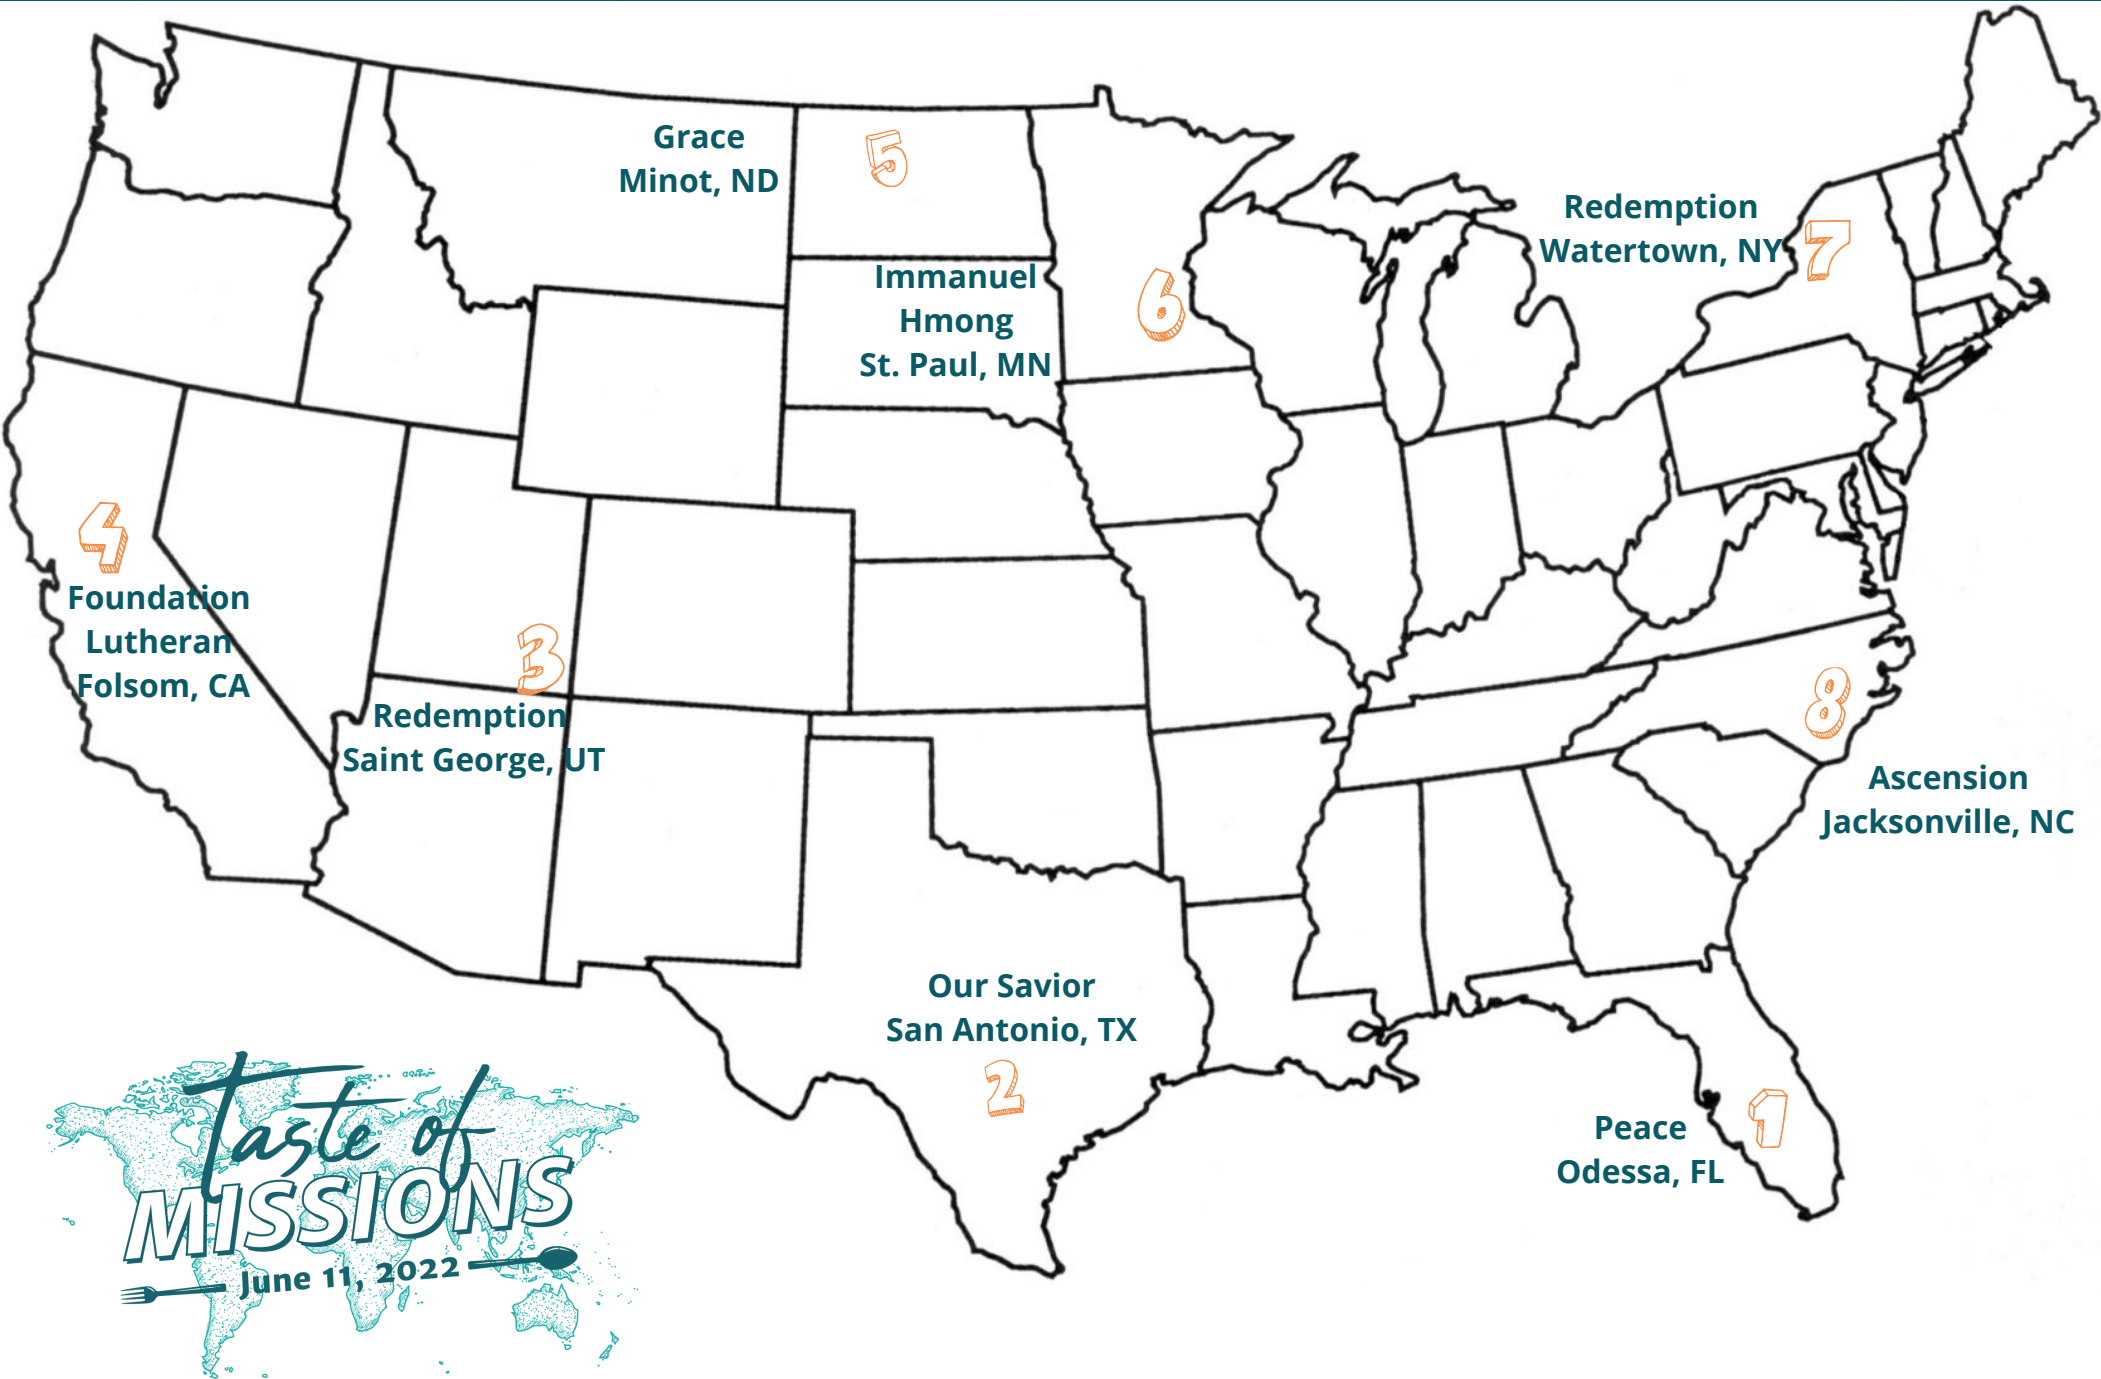 Grace
Minot, ND
5
Redemption
Watertown, NY
7
Immanuel
Hmong
St. Paul, MN
6
4
Foundation
Lutheran
Folsom, CA
3
Redemption
Saint George, UT
8
Ascension
Jacksonville, NC
Our Savior
San Antonio, TX
2
Peace
Odessa, FL
1
Taste of
MISSIONS
June 11, 2022